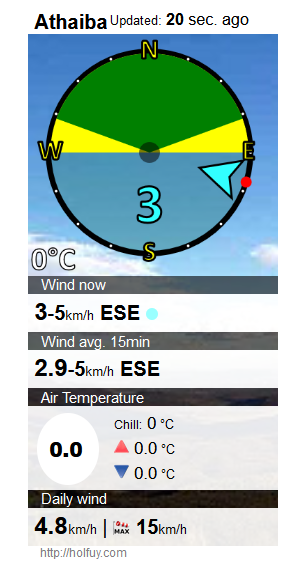 Athaiba Updated: 20 sec. ago
N
W E
3
S
0°C
Wind now
3-5km/h ESE
Wind avg. 15min
2.9-5km/h ESE
Air Temperature
0.0 Chill: 0 °C
0.0 °C
0.0 °C
Daily wind
4.8km/h | MAX 15km/h
http://holfuy.com